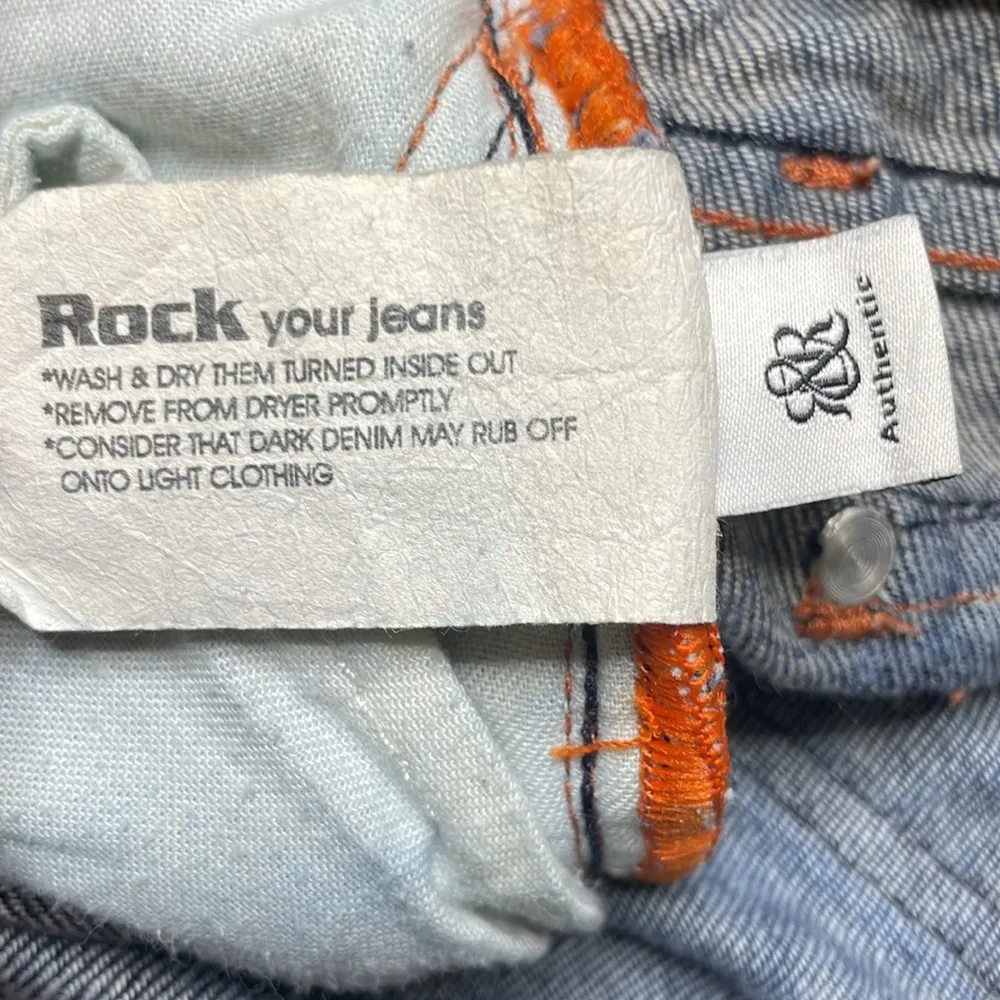 Rock your jeans
*WASH & DRY THEM TURNED INSIDE OUT
*REMOVE FROM DRYER PROMPTLY
*CONSIDER THAT DARK DENIM MAY RUB OFF
ONTO LIGHT CLOTHING
R&R
Authentic